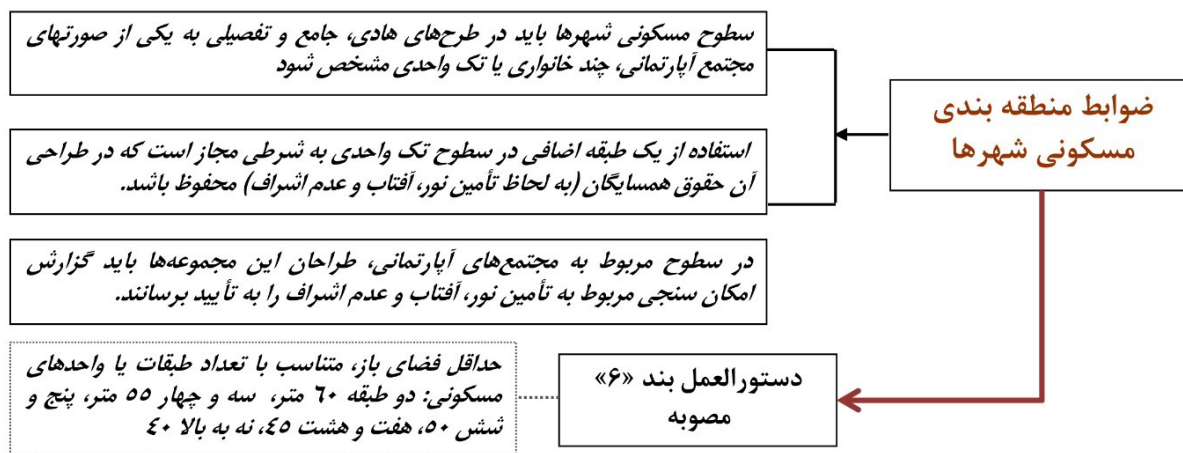 ضوابط منطقه بندی
مسکونی شهرها
سطوح مسکونی شهرها باید در طرح‌های هادی، جامع و تفصیلی به یکی از صورتهای
مجتمع آپارتمانی، چند خانواری یا تک واحدی مشخص شود
استفاده از یک طبقه اضافی در سطوح تک واحدی به شرطی مجاز است که در طراحی
آن حقوق همسایگان (به لحاظ تأمین نور، آفتاب و عدم اشراف) محفوظ باشد.
در سطوح مربوط به مجتمع‌های آپارتمانی، طراحان این مجموعه‌ها باید گزارش
امکان سنجی مربوط به تأمین نور، آفتاب و عدم اشراف را به تأیید برسانند.
دستورالعمل بند «۶»
مصوبه
حداقل فضای باز، متناسب با تعداد طبقات یا واحدهای
مسکونی: دو طبقه ٦٠ متر، سه و چهار ٥٥ متر، پنج و
شش ٥٠، هفت و هشت ٤٥، نه به بالا ٤٠